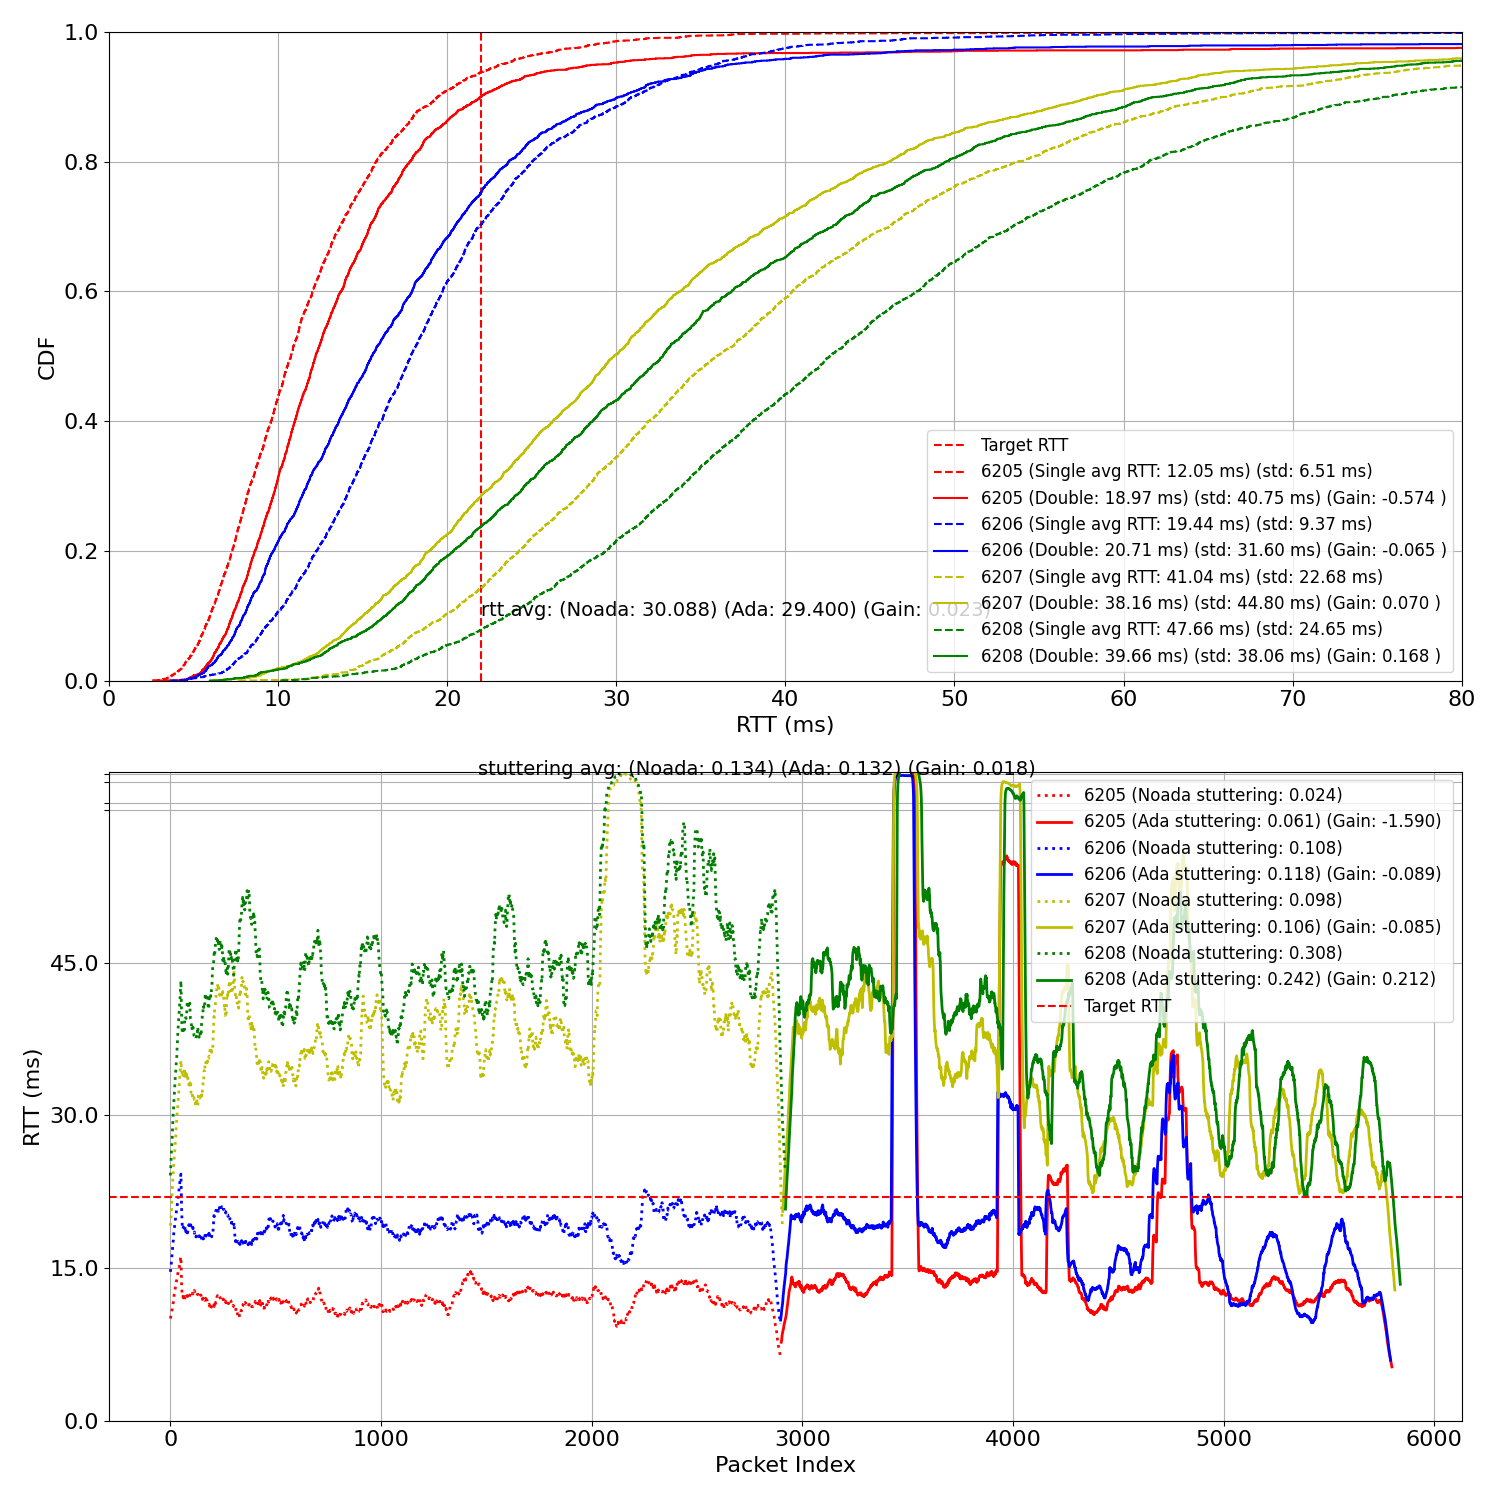 1.0
0.8
0.6
0.4
0.2
0.0
CDF
Target RTT
6205 (Single avg RTT: 12.05 ms) (std: 6.51 ms)
6205 (Double: 18.97 ms) (std: 40.75 ms) (Gain: -0.574 )
6206 (Single avg RTT: 19.44 ms) (std: 9.37 ms)
6206 (Double: 20.71 ms) (std: 31.60 ms) (Gain: -0.065 )
6207 (Single avg RTT: 41.04 ms) (std: 22.68 ms)
6207 (Double: 38.16 ms) (std: 44.80 ms) (Gain: 0.070 )
6208 (Single avg RTT: 47.66 ms) (std: 24.65 ms)
6208 (Double: 39.66 ms) (std: 38.06 ms) (Gain: 0.168 )
rtt avg: (Noada: 30.088) (Ada: 29.400) (Gain: 0.023)
0 10 20 30 40 50 60 70 80
RTT (ms)
stuttering avg: (Noada: 0.134) (Ada: 0.132) (Gain: 0.018)
6205 (Noada stuttering: 0.024)
6205 (Ada stuttering: 0.061) (Gain: -1.590)
6206 (Noada stuttering: 0.108)
6206 (Ada stuttering: 0.118) (Gain: -0.089)
6207 (Noada stuttering: 0.098)
6207 (Ada stuttering: 0.106) (Gain: -0.085)
6208 (Noada stuttering: 0.308)
6208 (Ada stuttering: 0.242) (Gain: 0.212)
Target RTT
45.0
30.0
15.0
0.0
RTT (ms)
0 1000 2000 3000 4000 5000 6000
Packet Index